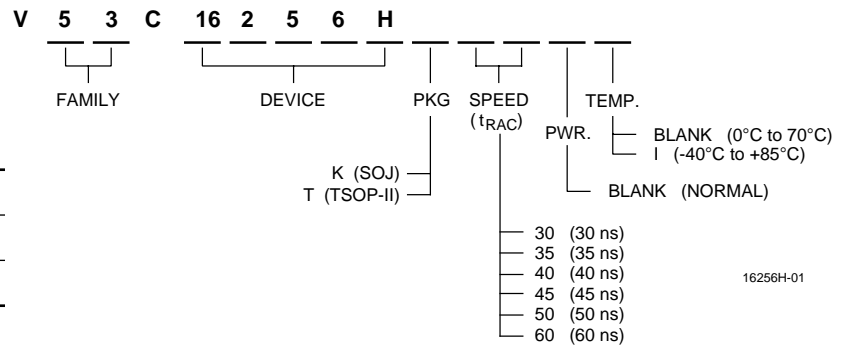 V 5 3 C 16 2 5 6 H
FAMILY DEVICE PKG SPEED TEMP.
(tRAC) PWR.
BLANK (0°C to 70°C)
I (-40°C to +85°C)
K (SOJ)
T (TSOP-II)
BLANK (NORMAL)
30 (30 ns)
35 (35 ns)
40 (40 ns)
45 (45 ns)
50 (50 ns)
60 (60 ns)
16256H-01